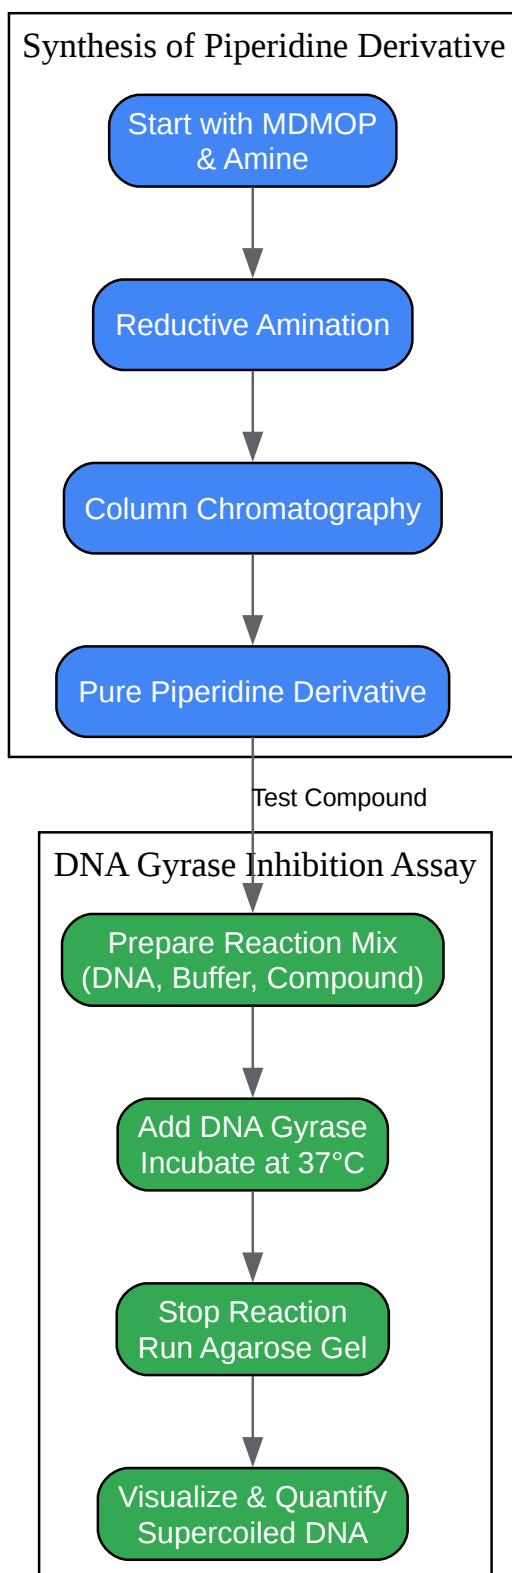 Synthesis of Piperidine Derivative
Start with MDMOP
& Amine
Reductive Amination
Column Chromatography
Pure Piperidine Derivative
Test Compound
DNA Gyrase Inhibition Assay
Prepare Reaction Mix
(DNA, Buffer, Compound)
Add DNA Gyrase
Incubate at 37°C
Stop Reaction
Run Agarose Gel
Visualize & Quantify
Supercoiled DNA